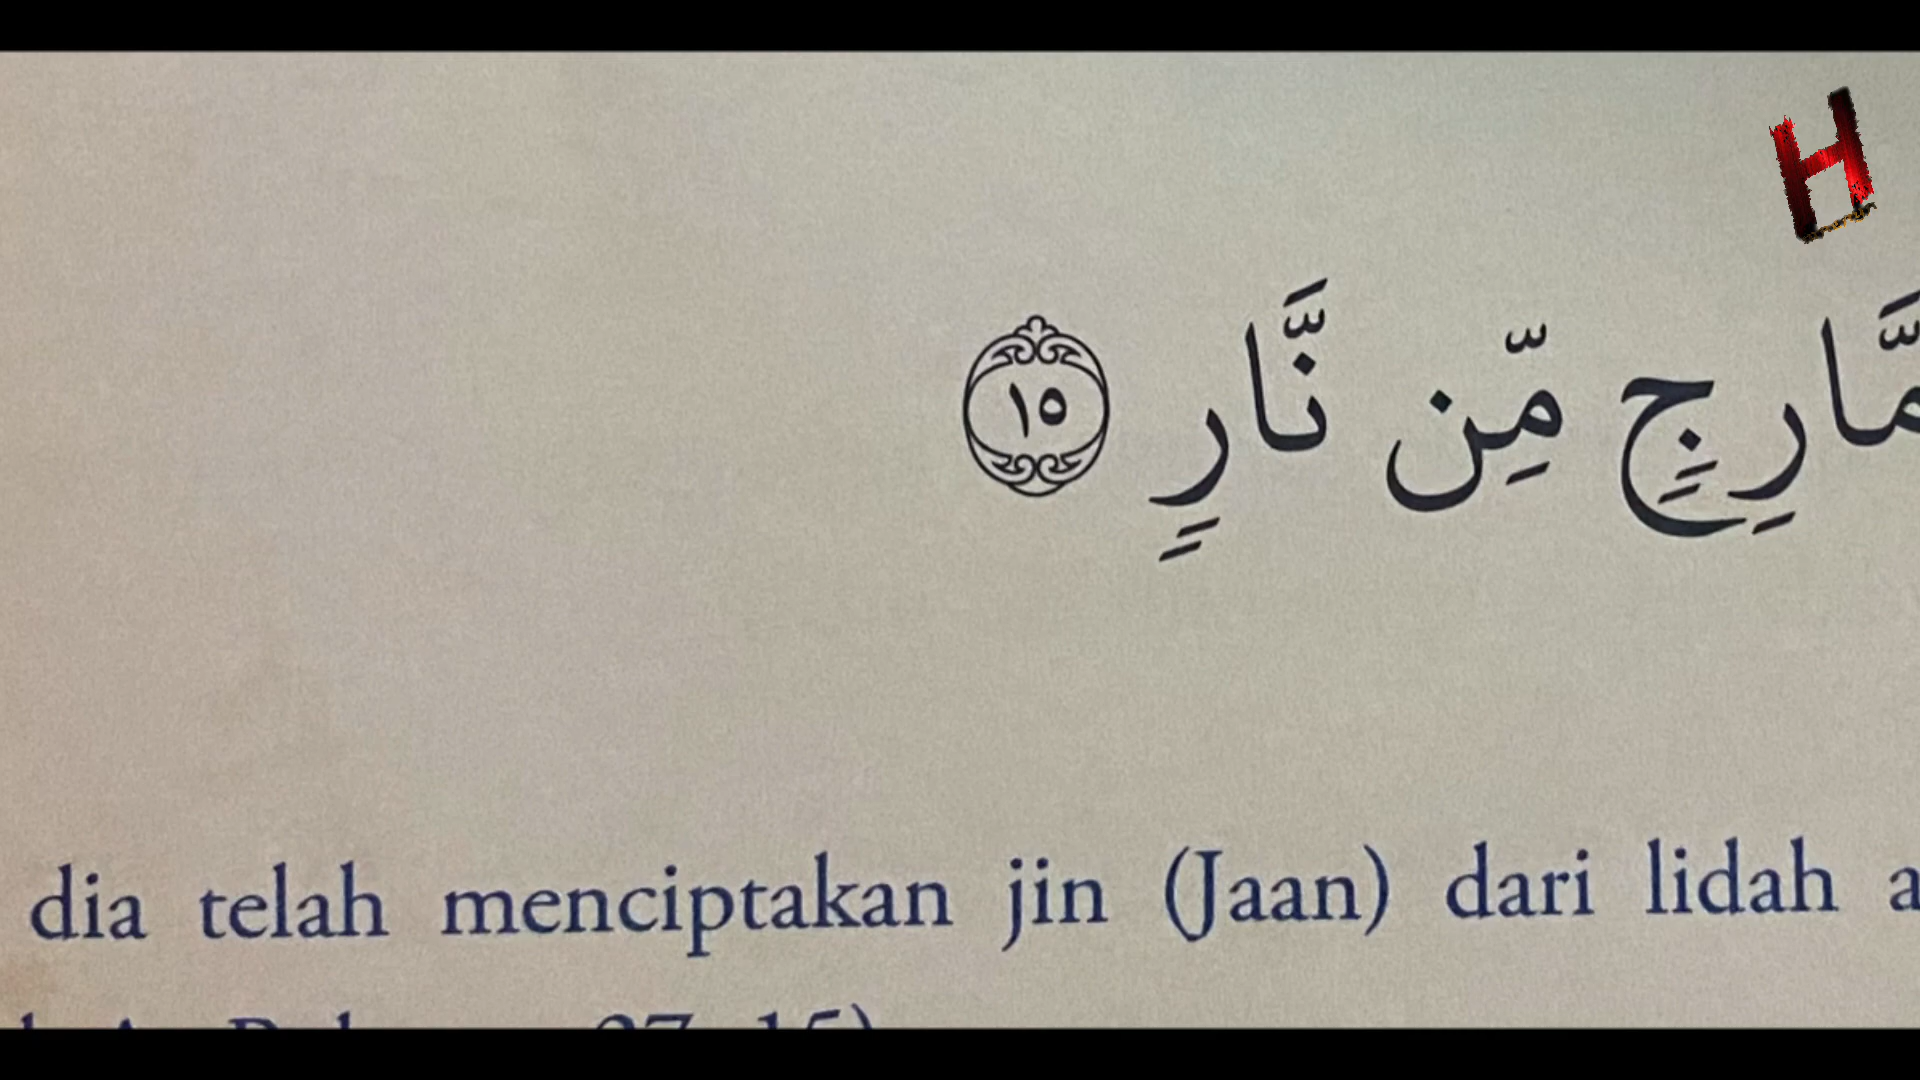 H
مَّارِجٍ مِّن نَّارٍ ١٥
dia telah menciptakan jin (Jaan) dari lidah